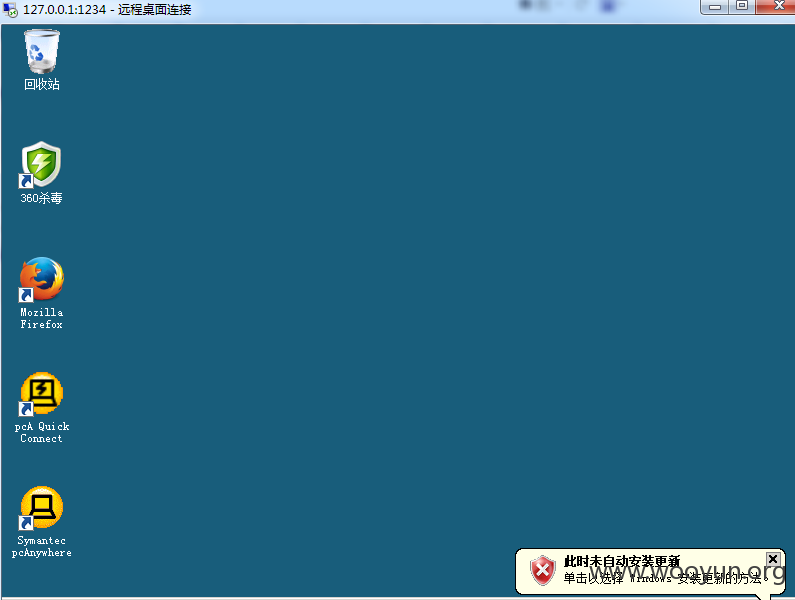 127.0.0.1:1234 - 远程桌面连接
回收站
360杀毒
Mozilla
Firefox
pcA Quick
Connect
Symantec
pcAnywhere
此时未自动安装更新
单击以选择 Windows 安装更新的方法。
www.wooyun.org